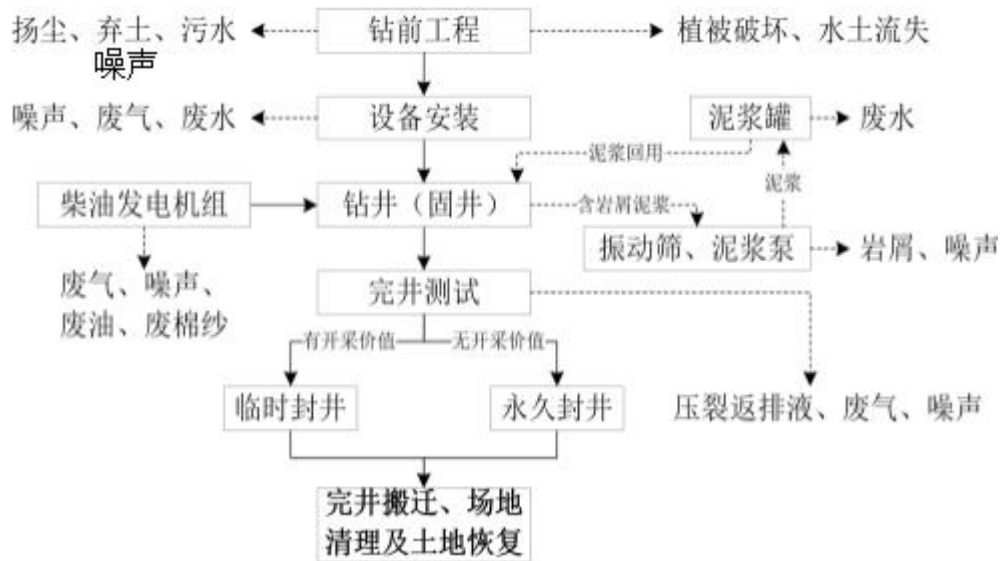 扬尘、弃土、污水
噪声
钻前工程
植被破坏、水土流失
噪声、废气、废水
设备安装
泥浆罐
废水
泥浆回用
泥浆
柴油发电机组
钻井（固井）
含岩屑泥浆
振动筛、泥浆泵
岩屑、噪声
废气、噪声、
废油、废棉纱
完井测试
有开采价值
无开采价值
临时封井
永久封井
压裂返排液、废气、噪声
完井搬迁、场地
清理及土地恢复